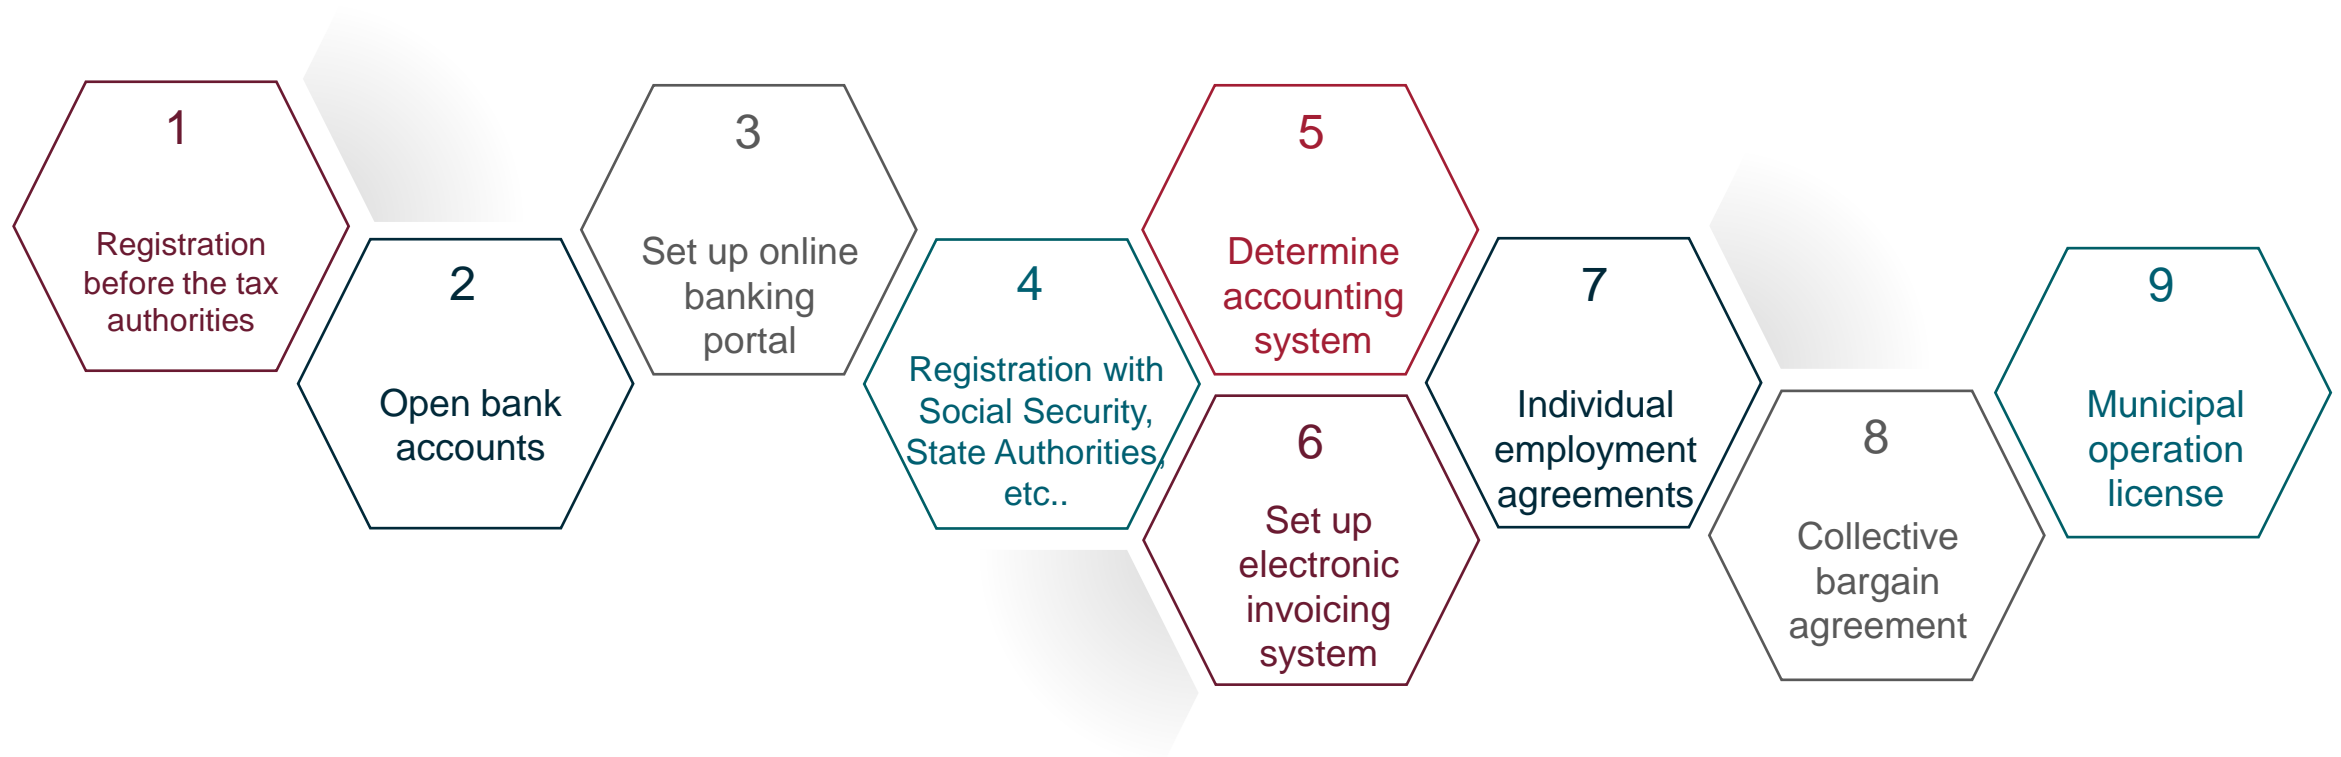 1
Registration
before the tax
authorities
2
Open bank
accounts
3
Set up online
banking
portal
4
Registration with
Social Security,
State Authorities,
etc..
5
Determine
accounting
system
6
Set up
electronic
invoicing
system
7
Individual
employment
agreements
8
Collective
bargain
agreement
9
Municipal
operation
license